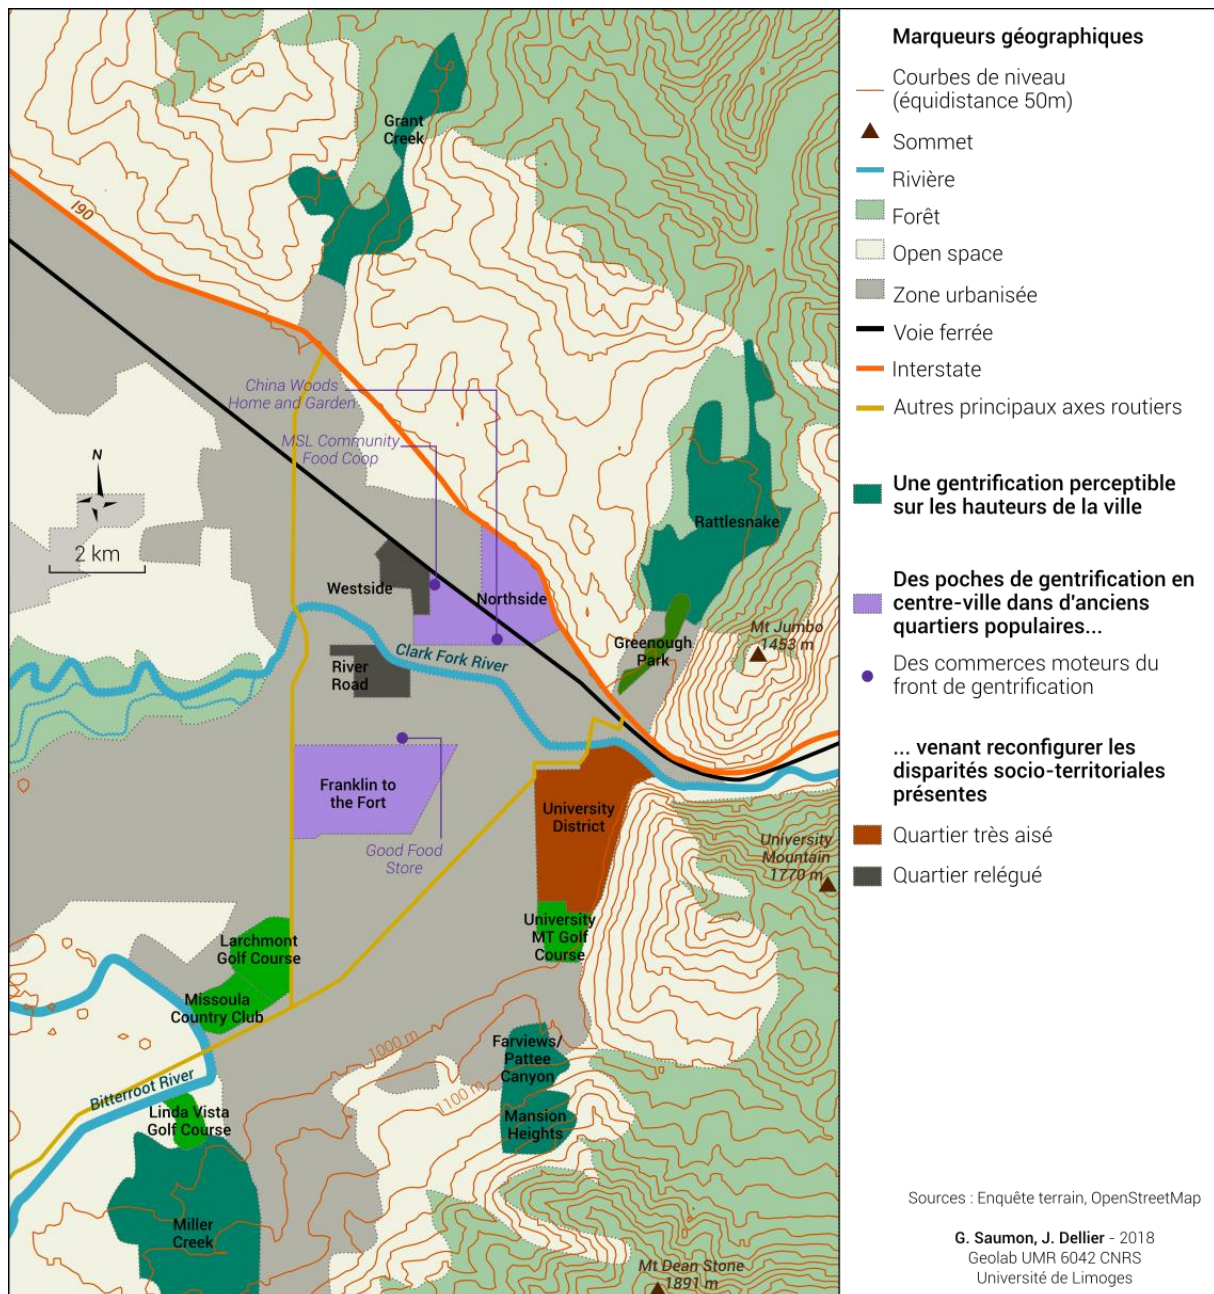 Grant
Creek
I90
China Woods
Home and Garden
MSL Community
Food Coop
N
2 km
Westside
Northside
Rattlesnake
Greenough
Park
Mt Jumbo
1453 m
Clark Fork River
River
Road
Franklin to
the Fort
Good Food
Store
University
District
University
Mountain
1770 m
University
MT Golf
Course
Larchmont
Golf Course
Missoula
Country Club
1000 m
1100 m
Farviews/
Pattee
Canyon
Mansion
Heights
Bitterroot River
Linda Vista
Golf Course
Miller
Creek
Mt Dean Stone
1891 m
Marqueurs géographiques
Courbes de niveau
(équidistance 50m)
Sommet
Rivière
Forêt
Open space
Zone urbanisée
Voie ferrée
Interstate
Autres principaux axes routiers
Une gentrification perceptible
sur les hauteurs de la ville
Des poches de gentrification en
centre-ville dans d'anciens
quartiers populaires...
Des commerces moteurs du
front de gentrification
... venant reconfigurer les
disparités socio-territoriales
présentes
Quartier très aisé
Quartier relégué
Sources : Enquête terrain, OpenStreetMap
G. Saumon, J. Dellier - 2018
Geolab UMR 6042 CNRS
Université de Limoges